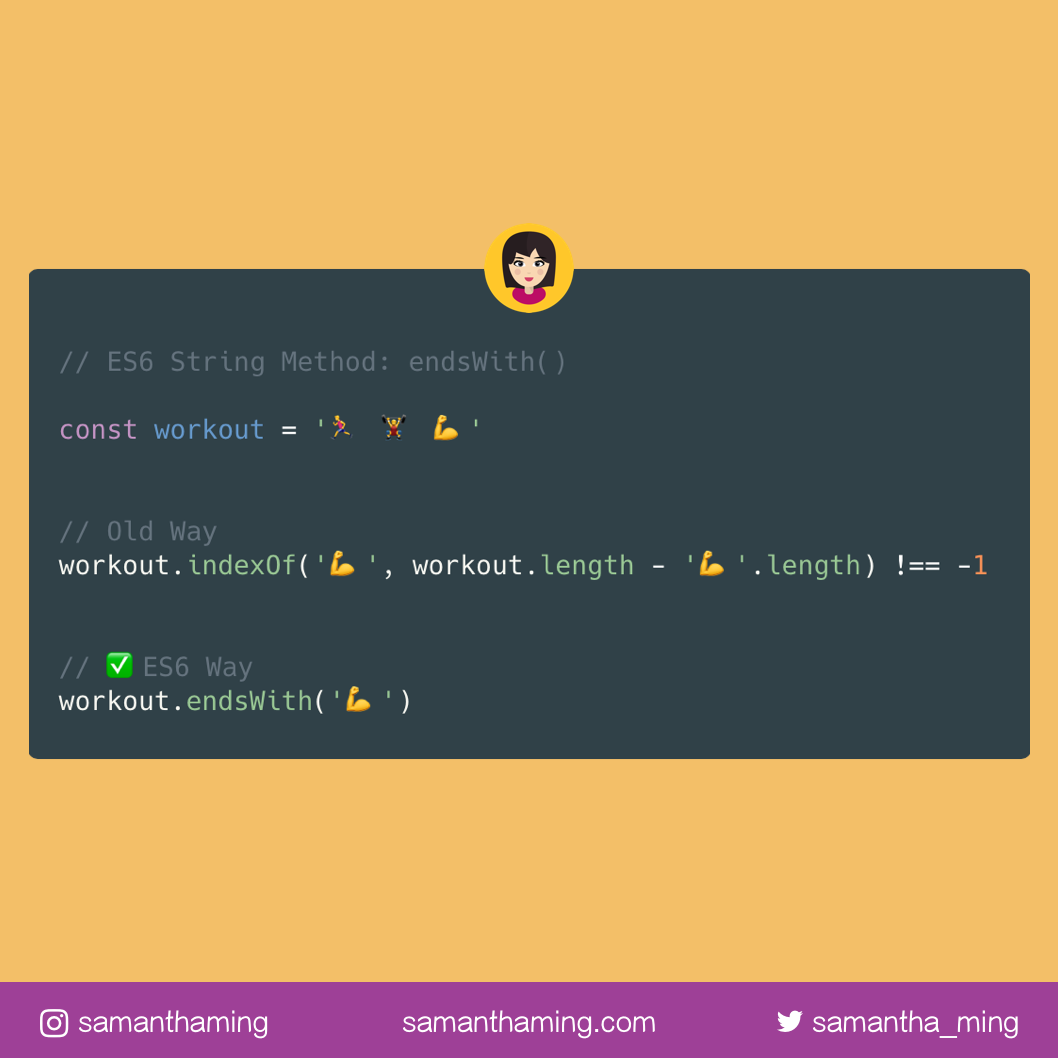 // ES6 String Method: endsWith()
const workout = '🏃‍♀️ 🏋️‍♀️ 💪 '
// Old Way
workout.indexOf('💪 ', workout.length - '💪 '.length) !== -1
// ✅ ES6 Way
workout.endsWith('💪 ')
samanthaming
samanthaming.com
samantha_ming